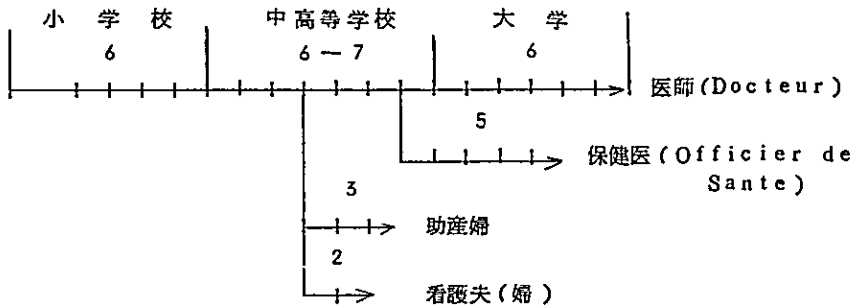 小学校 中高等学校 大学
6 6-7 6
医師(Docteur)
5
保健医(Officier de
Sante)
3
助産婦
2
看護夫(婦)